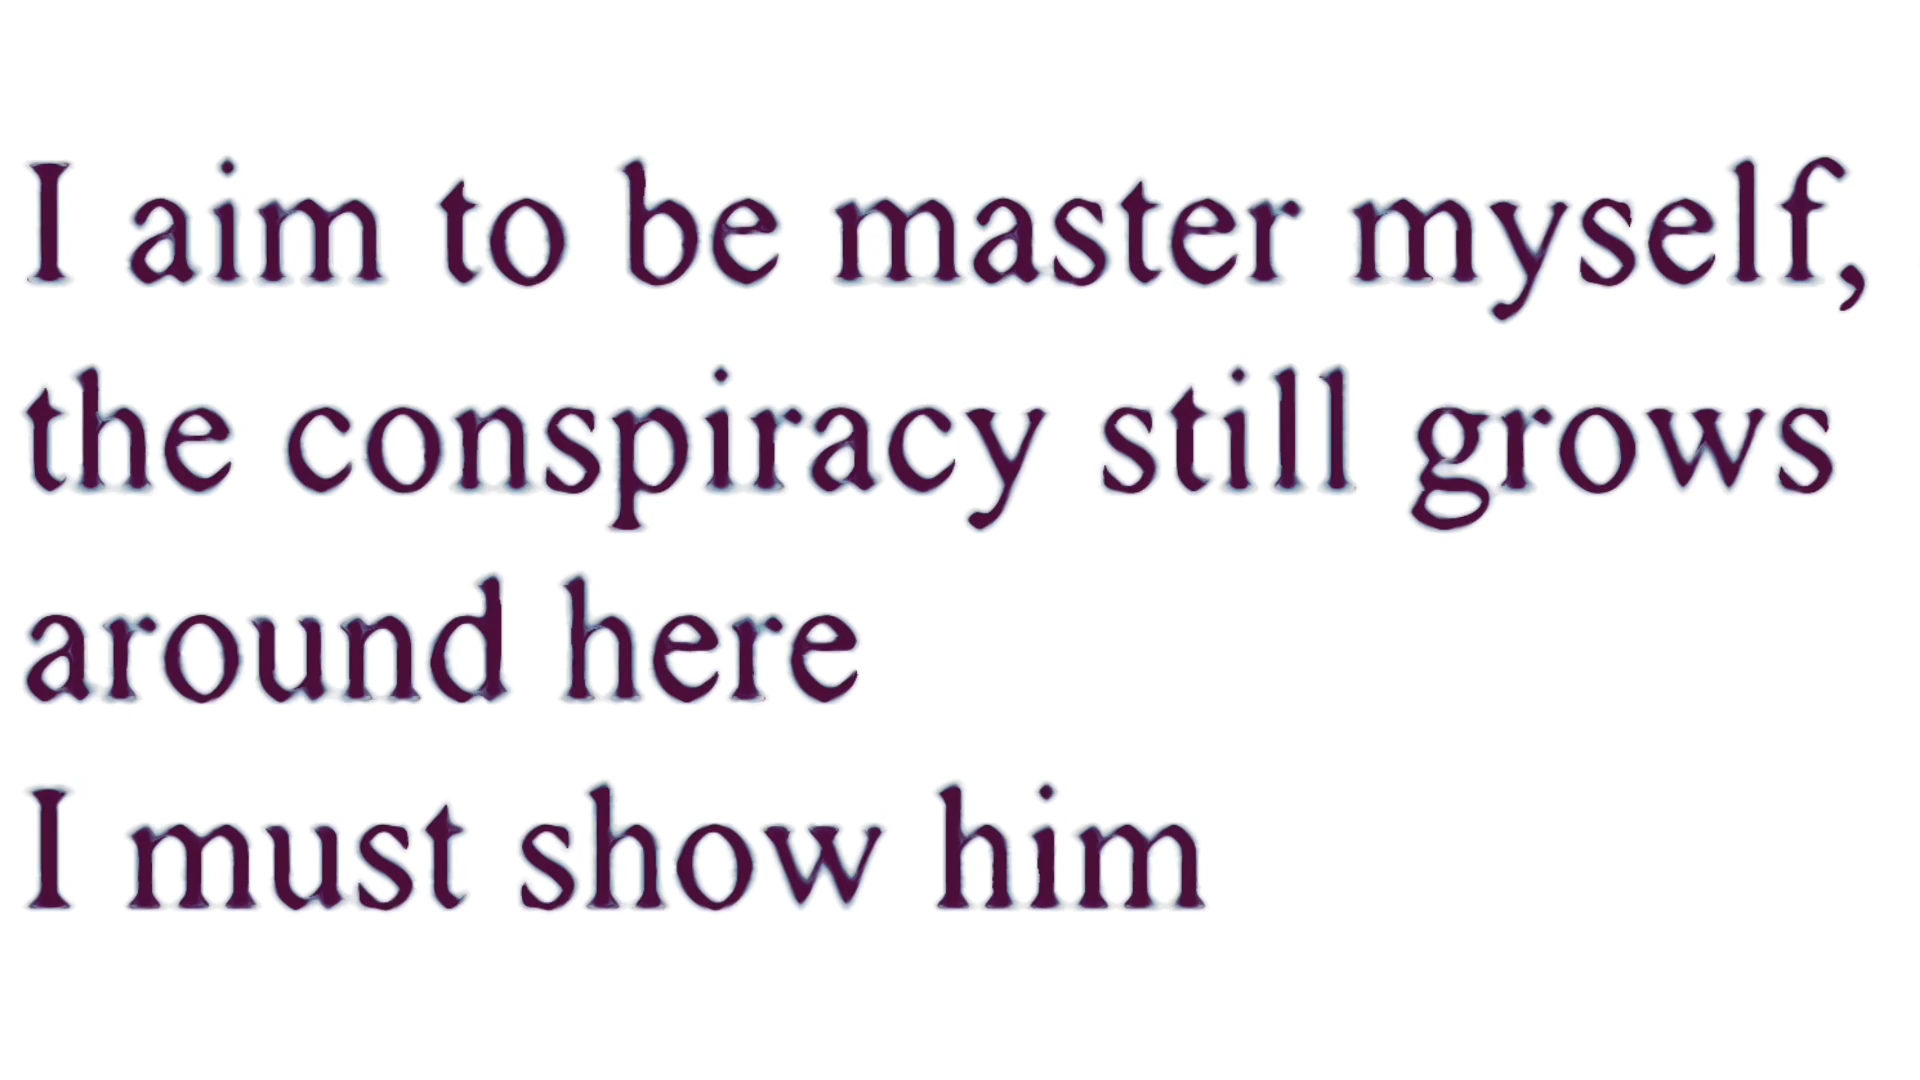 I aim to be master myself,
the conspiracy still grows
around here
I must show him